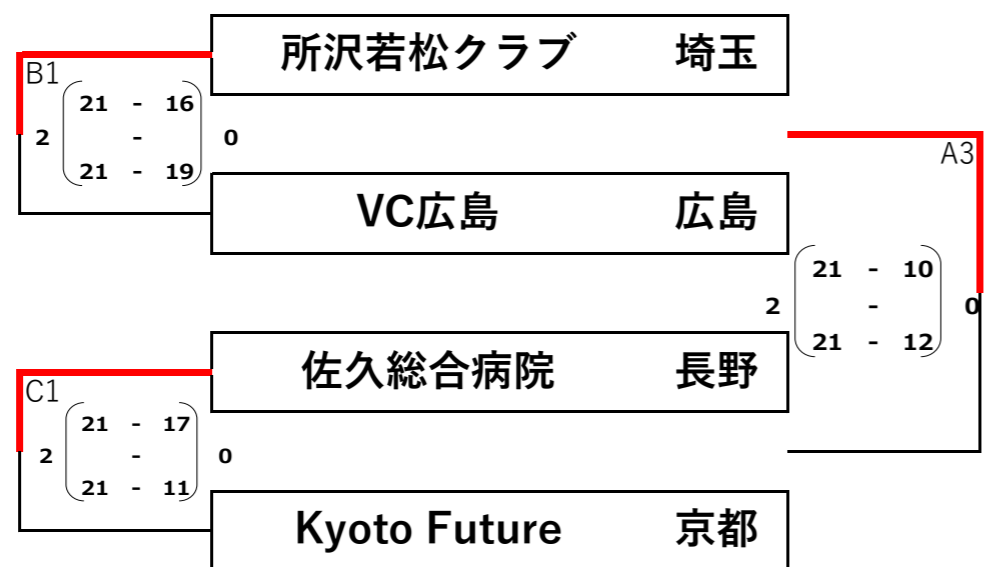 所沢若松クラブ 埼玉
B1
21 - 16
2 - 0
21 - 19
A3
VC広島 広島
21 - 10
2 - 0
21 - 12
佐久総合病院 長野
C1
21 - 17
2 - 0
21 - 11
Kyoto Future 京都